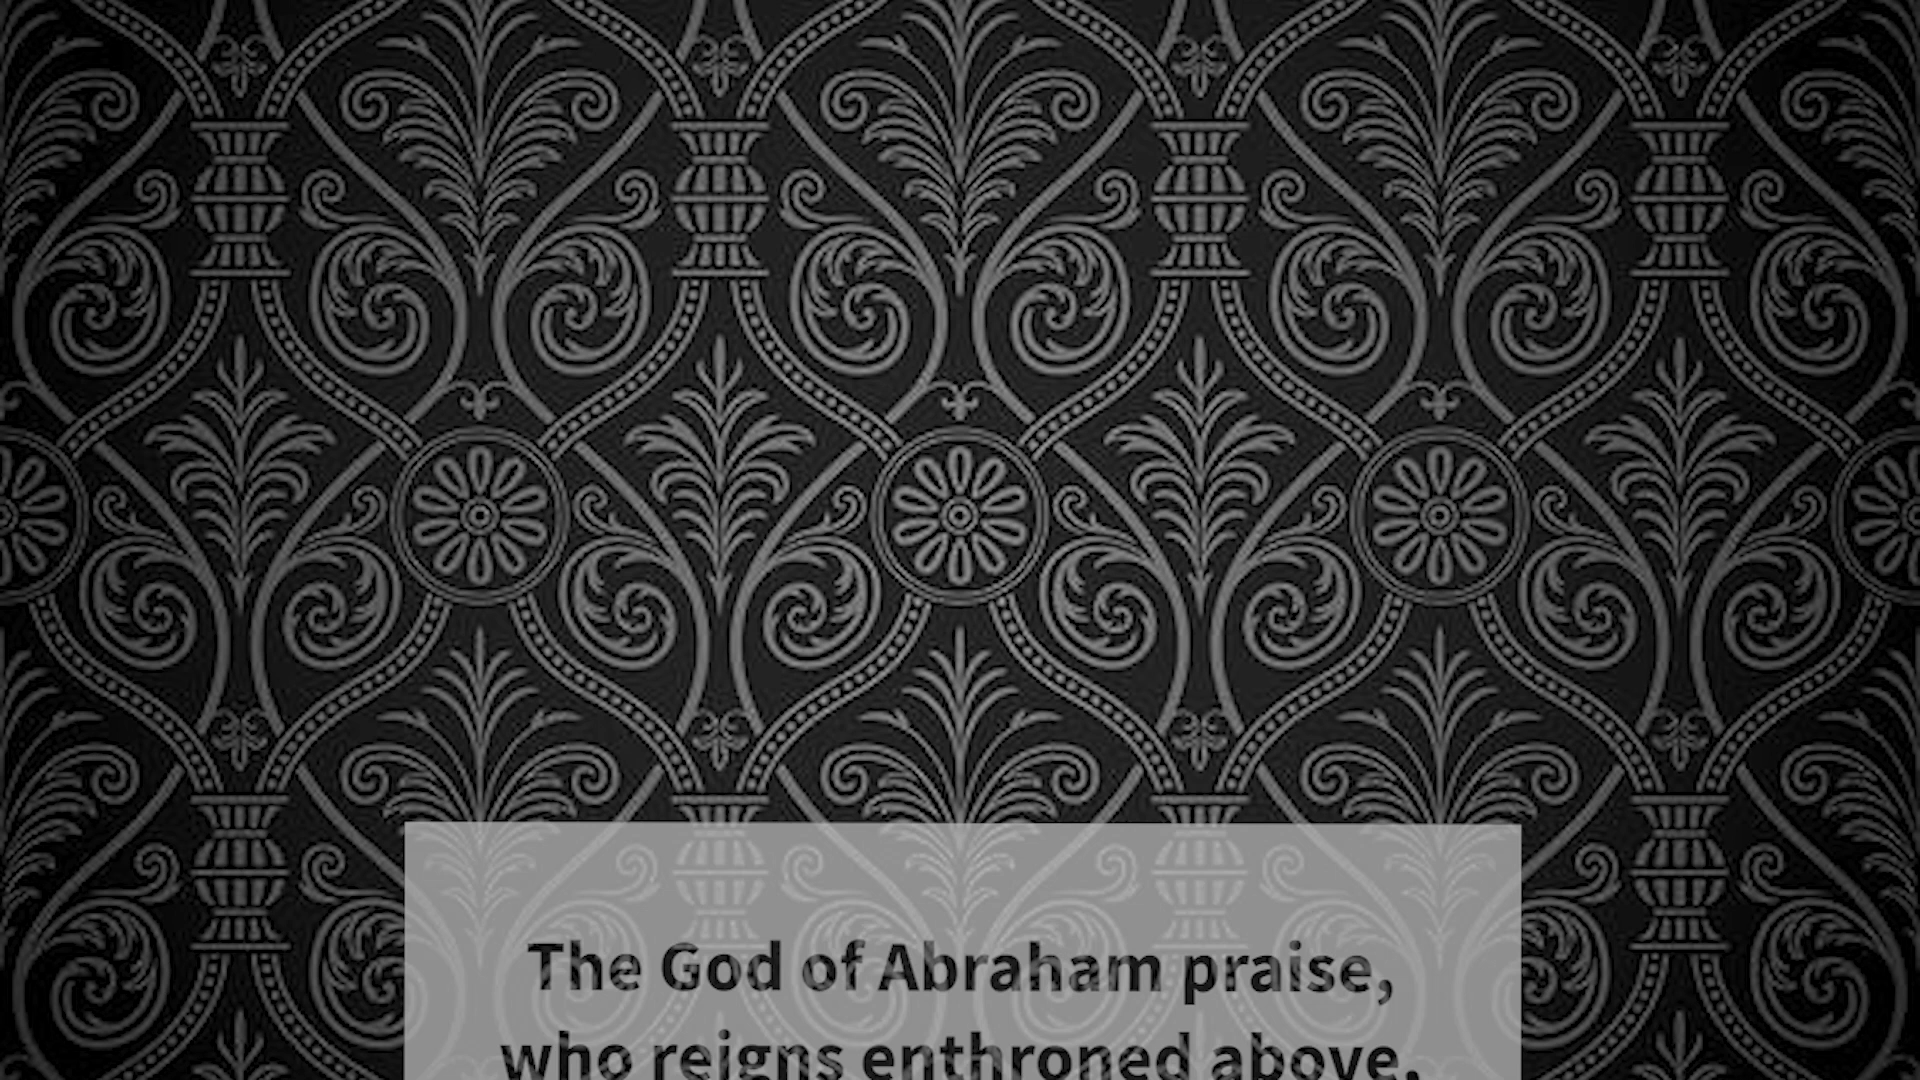 The God of Abraham praise,
who reigns enthroned above,